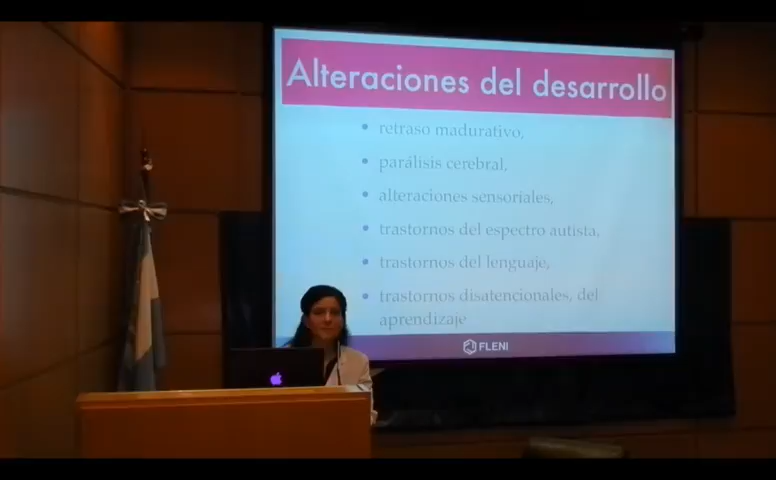 Alteraciones del desarrollo
• retraso madurativo,
• parálisis cerebral,
• alteraciones sensoriales,
• trastornos del espectro autista,
• trastornos del lenguaje,
• trastornos disatencionales, del
aprendizaje
FLENI